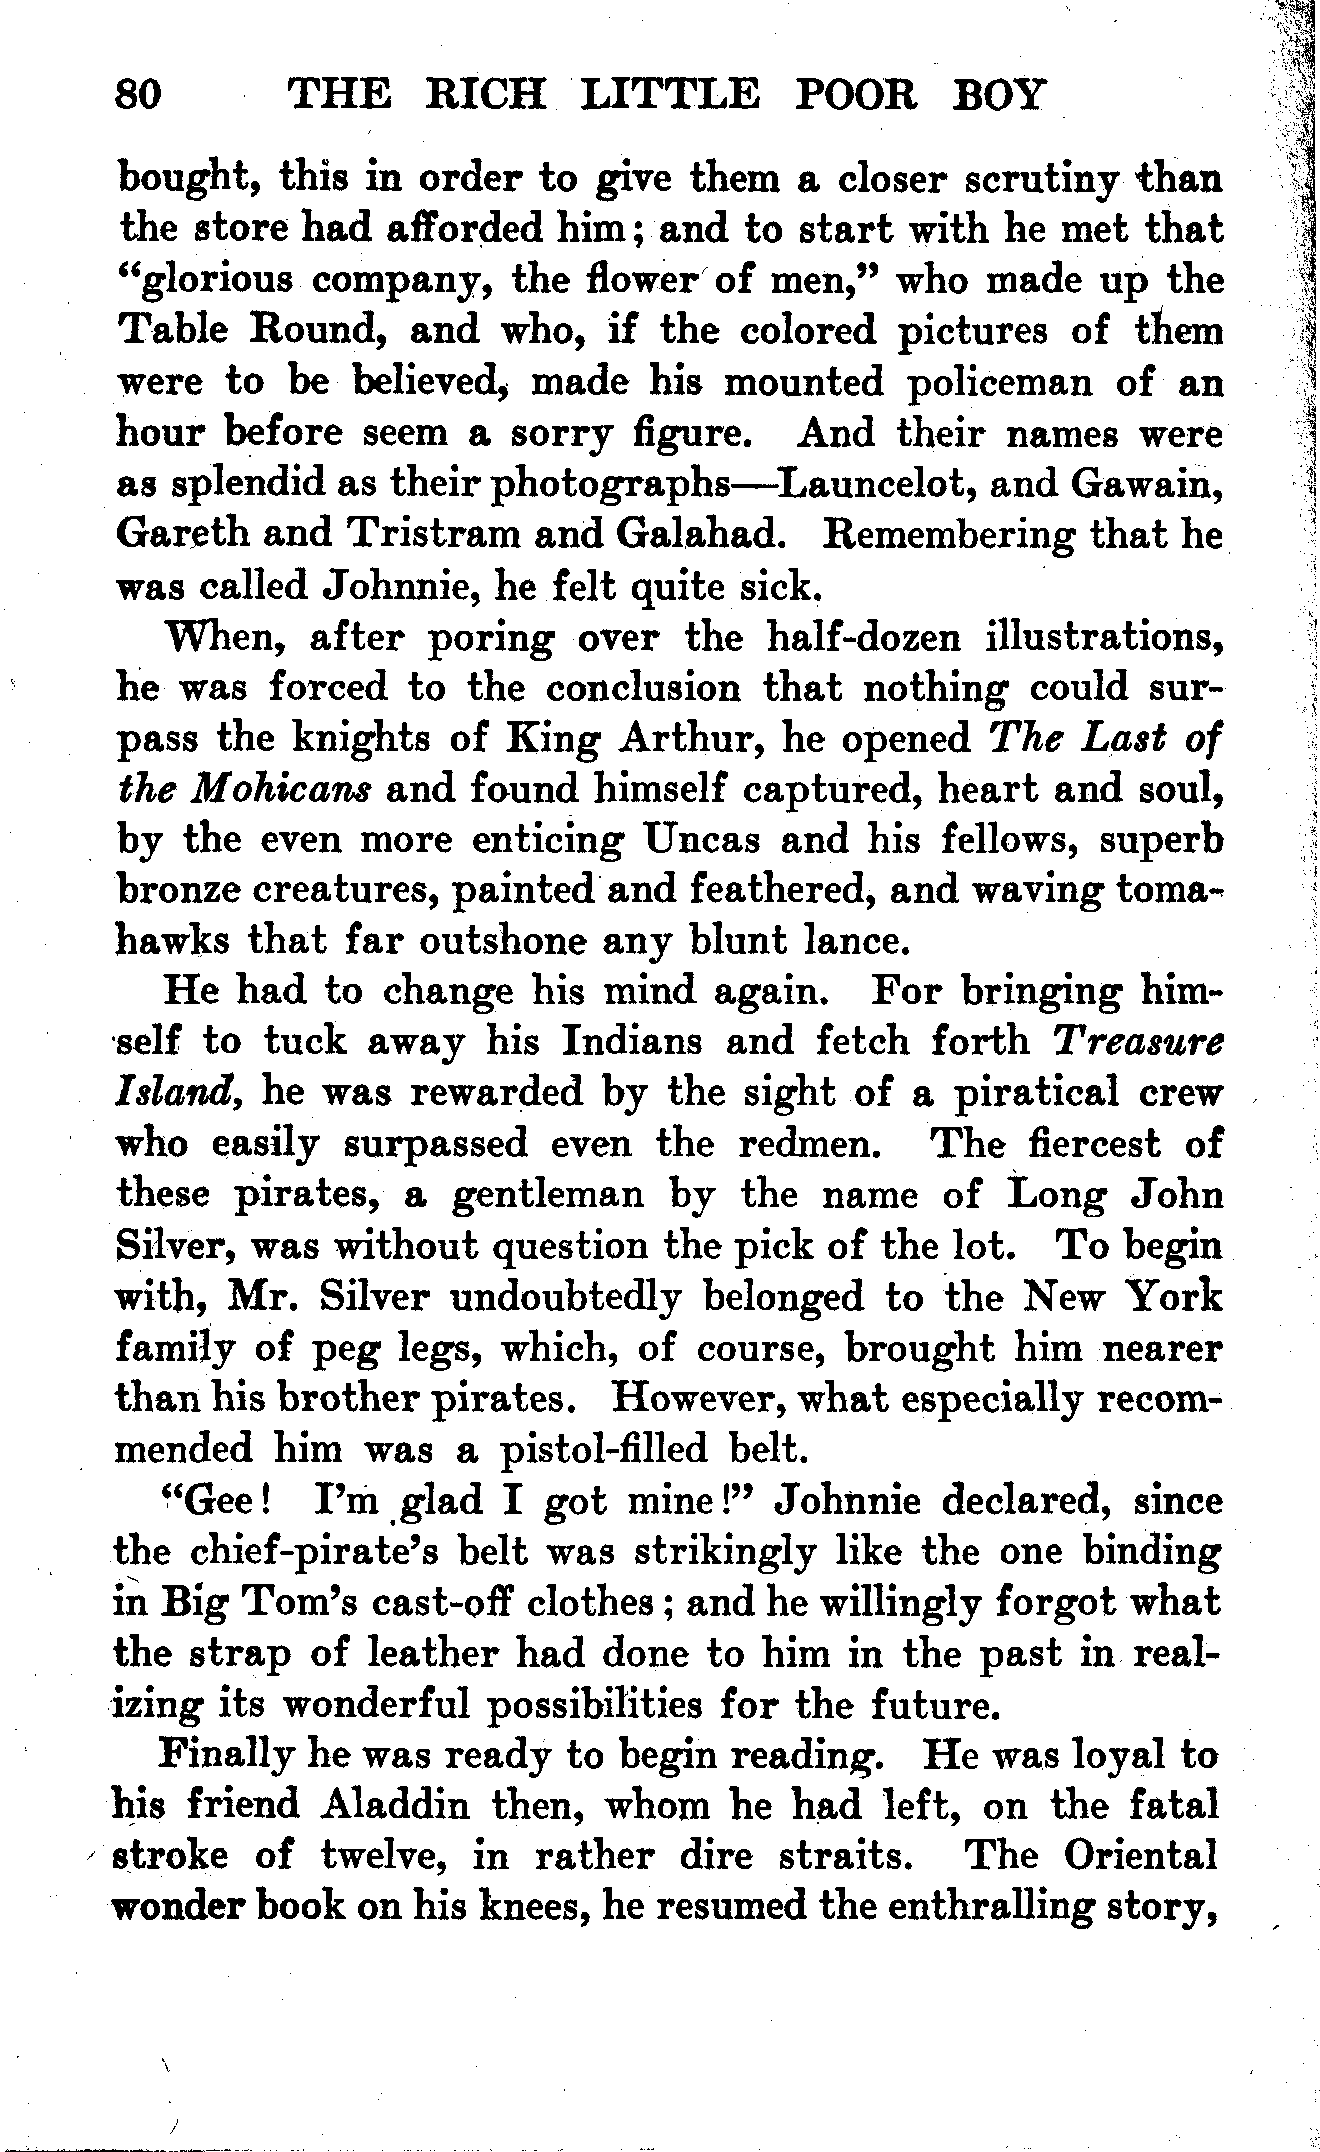 80 THE RICH LITTLE POOR BOY
bought, this in order to give them a closer scrutiny than
the store had afforded him; and to start with he met that
“glorious company, the flower of men,” who made up the
Table Round, and who, if the colored pictures of them
were to be believed, made his mounted policeman of an
hour before seem a sorry figure. And their names were
as splendid as their photographs—Launcelot, and Gawain,
Gareth and Tristram and Galahad. Remembering that he
was called Johnnie, he felt quite sick.
When, after poring over the half-dozen illustrations,
he was forced to the conclusion that nothing could sur-
pass the knights of King Arthur, he opened The Last of
the Mohicans and found himself captured, heart and soul,
by the even more enticing Uncas and his fellows, superb
bronze creatures, painted and feathered, and waving toma-
hawks that far outshone any blunt lance.
He had to change his mind again. For bringing him-
self to tuck away his Indians and fetch forth Treasure
Island, he was rewarded by the sight of a piratical crew
who easily surpassed even the redmen. The fiercest of
these pirates, a gentleman by the name of Long John
Silver, was without question the pick of the lot. To begin
with, Mr. Silver undoubtedly belonged to the New York
family of peg legs, which, of course, brought him nearer
than his brother pirates. However, what especially recom-
mended him was a pistol-filled belt.
“Gee! I’m glad I got mine!” Johnnie declared, since
the chief-pirate’s belt was strikingly like the one binding
in Big Tom’s cast-off clothes; and he willingly forgot what
the strap of leather had done to him in the past in real-
izing its wonderful possibilities for the future.
Finally he was ready to begin reading. He was loyal to
his friend Aladdin then, whom he had left, on the fatal
stroke of twelve, in rather dire straits. The Oriental
wonder book on his knees, he resumed the enthralling story,